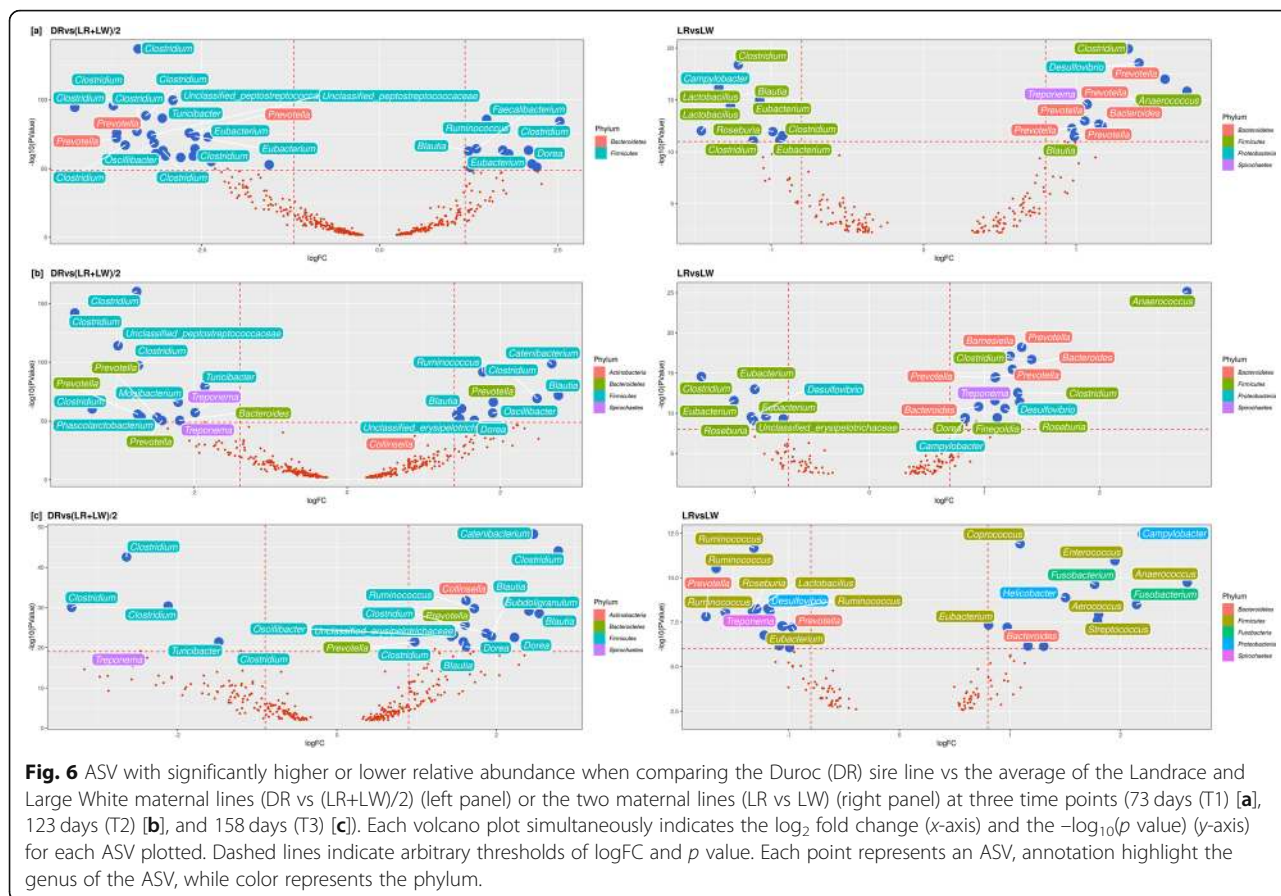 [a] DRvs(LR+LW)/2
Clostridium
Clostridium
Clostridium
Clostridium
Clostridium
Unclassified_peptostreptococca
Unclassified_peptostreptococcaceae
Turicibacter
Prevotella
Prevotella
Prevotella
Eubacterium
Oscillibacter
Clostridium
Eubacterium
Clostridium
Clostridium
Faecalibacterium
Ruminococcus
Clostridium
Blautia
Dorea
Eubacterium
-log10(PValue)
logFC
Phylum
Bacteroidetes
Firmicutes
LRvsLW
Clostridium
Campylobacter
Blautia
Lactobacillus
Eubacterium
Lactobacillus
Roseburia
Clostridium
Clostridium
Eubacterium
Clostridium
Desulfovibrio
Prevotella
Treponema
Prevotella
Anaerococcus
Prevotella
Bacteroides
Prevotella
Prevotella
Blautia
-log10(PValue)
logFC
Phylum
Bacteroidetes
Firmicutes
Proteobacteria
Spirochaetes
[b] DRvs(LR+LW)/2
Clostridium
Clostridium
Unclassified_peptostreptococcaceae
Clostridium
Prevotella
Turicibacter
Prevotella
Mogibacterium
Treponema
Clostridium
Bacteroides
Phascolarctobacterium
Treponema
Prevotella
Catenibacterium
Ruminococcus
Clostridium
Blautia
Prevotella
Blautia
Oscillibacter
Unclassified_erysipelotrich
Dorea
Collinsella
-log10(PValue)
logFC
Phylum
Actinobacteria
Bacteroidetes
Firmicutes
Spirochaetes
LRvsLW
Anaerococcus
Barnesiella
Prevotella
Clostridium
Bacteroides
Eubacterium
Desulfovibrio
Prevotella
Prevotella
Clostridium
Treponema
Clostridium
Eubacterium
Eubacterium
Bacteroides
Desulfovibrio
Roseburia
Unclassified_erysipelotrichaceae
Dorea
Finegoldia
Roseburia
Campylobacter
-log10(PValue)
logFC
Phylum
Bacteroidetes
Firmicutes
Proteobacteria
Spirochaetes
[c] DRvs(LR+LW)/2
Clostridium
Clostridium
Clostridium
Turicibacter
Clostridium
Treponema
Catenibacterium
Clostridium
Collinsella
Blautia
Ruminococcus
Subdoligranulum
Clostridium
Prevotella
Blautia
Oscillibacter
Unclassified_erysipelotrichaceae
Prevotella
Clostridium
Dorea
Dorea
Blautia
-log10(PValue)
logFC
Phylum
Actinobacteria
Bacteroidetes
Firmicutes
Spirochaetes
LRvsLW
Ruminococcus
Ruminococcus
Prevotella
Roseburia
Lactobacillus
Ruminococcus
Desulfovibrio
Ruminococcus
Treponema
Prevotella
Eubacterium
Coprococcus
Campylobacter
Enterococcus
Fusobacterium
Anaerococcus
Helicobacter
Fusobacterium
Eubacterium
Aerococcus
Bacteroides
Streptococcus
-log10(PValue)
logFC
Phylum
Bacteroidetes
Firmicutes
Fusobacteria
Proteobacteria
Spirochaetes
Fig. 6 ASV with significantly higher or lower relative abundance when comparing the Duroc (DR) sire line vs the average of the Landrace and
Large White maternal lines (DR vs (LR+LW)/2) (left panel) or the two maternal lines (LR vs LW) (right panel) at three time points (73 days (T1) [a],
123 days (T2) [b], and 158 days (T3) [c]). Each volcano plot simultaneously indicates the log2 fold change (x-axis) and the –log10(p value) (y-axis)
for each ASV plotted. Dashed lines indicate arbitrary thresholds of logFC and p value. Each point represents an ASV, annotation highlight the
genus of the ASV, while color represents the phylum.